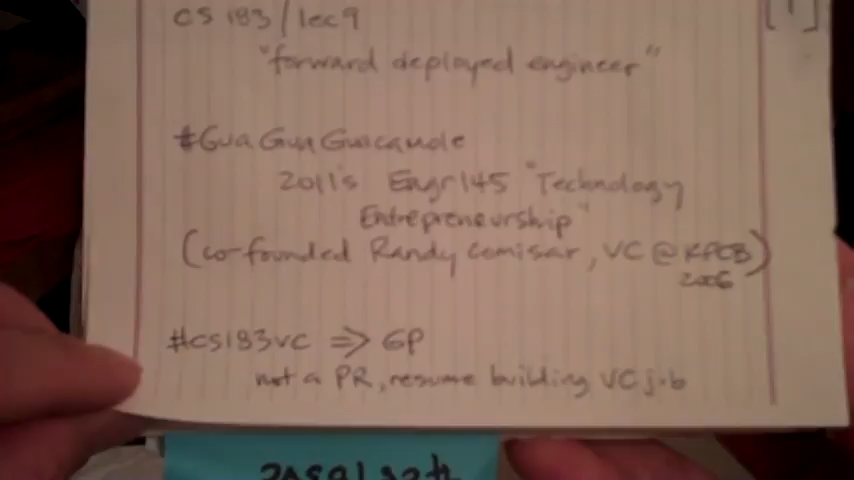 CS 183/lec9
[1]
"forward deployed engineer"
#GuaGuaGuacamole
2011's Engr145 "Technology
Entrepreneurship"
(co-founded Randy Comisar, VC @ KPCB)
2006
#CS183VC => GP
not a PR, resume building VC job